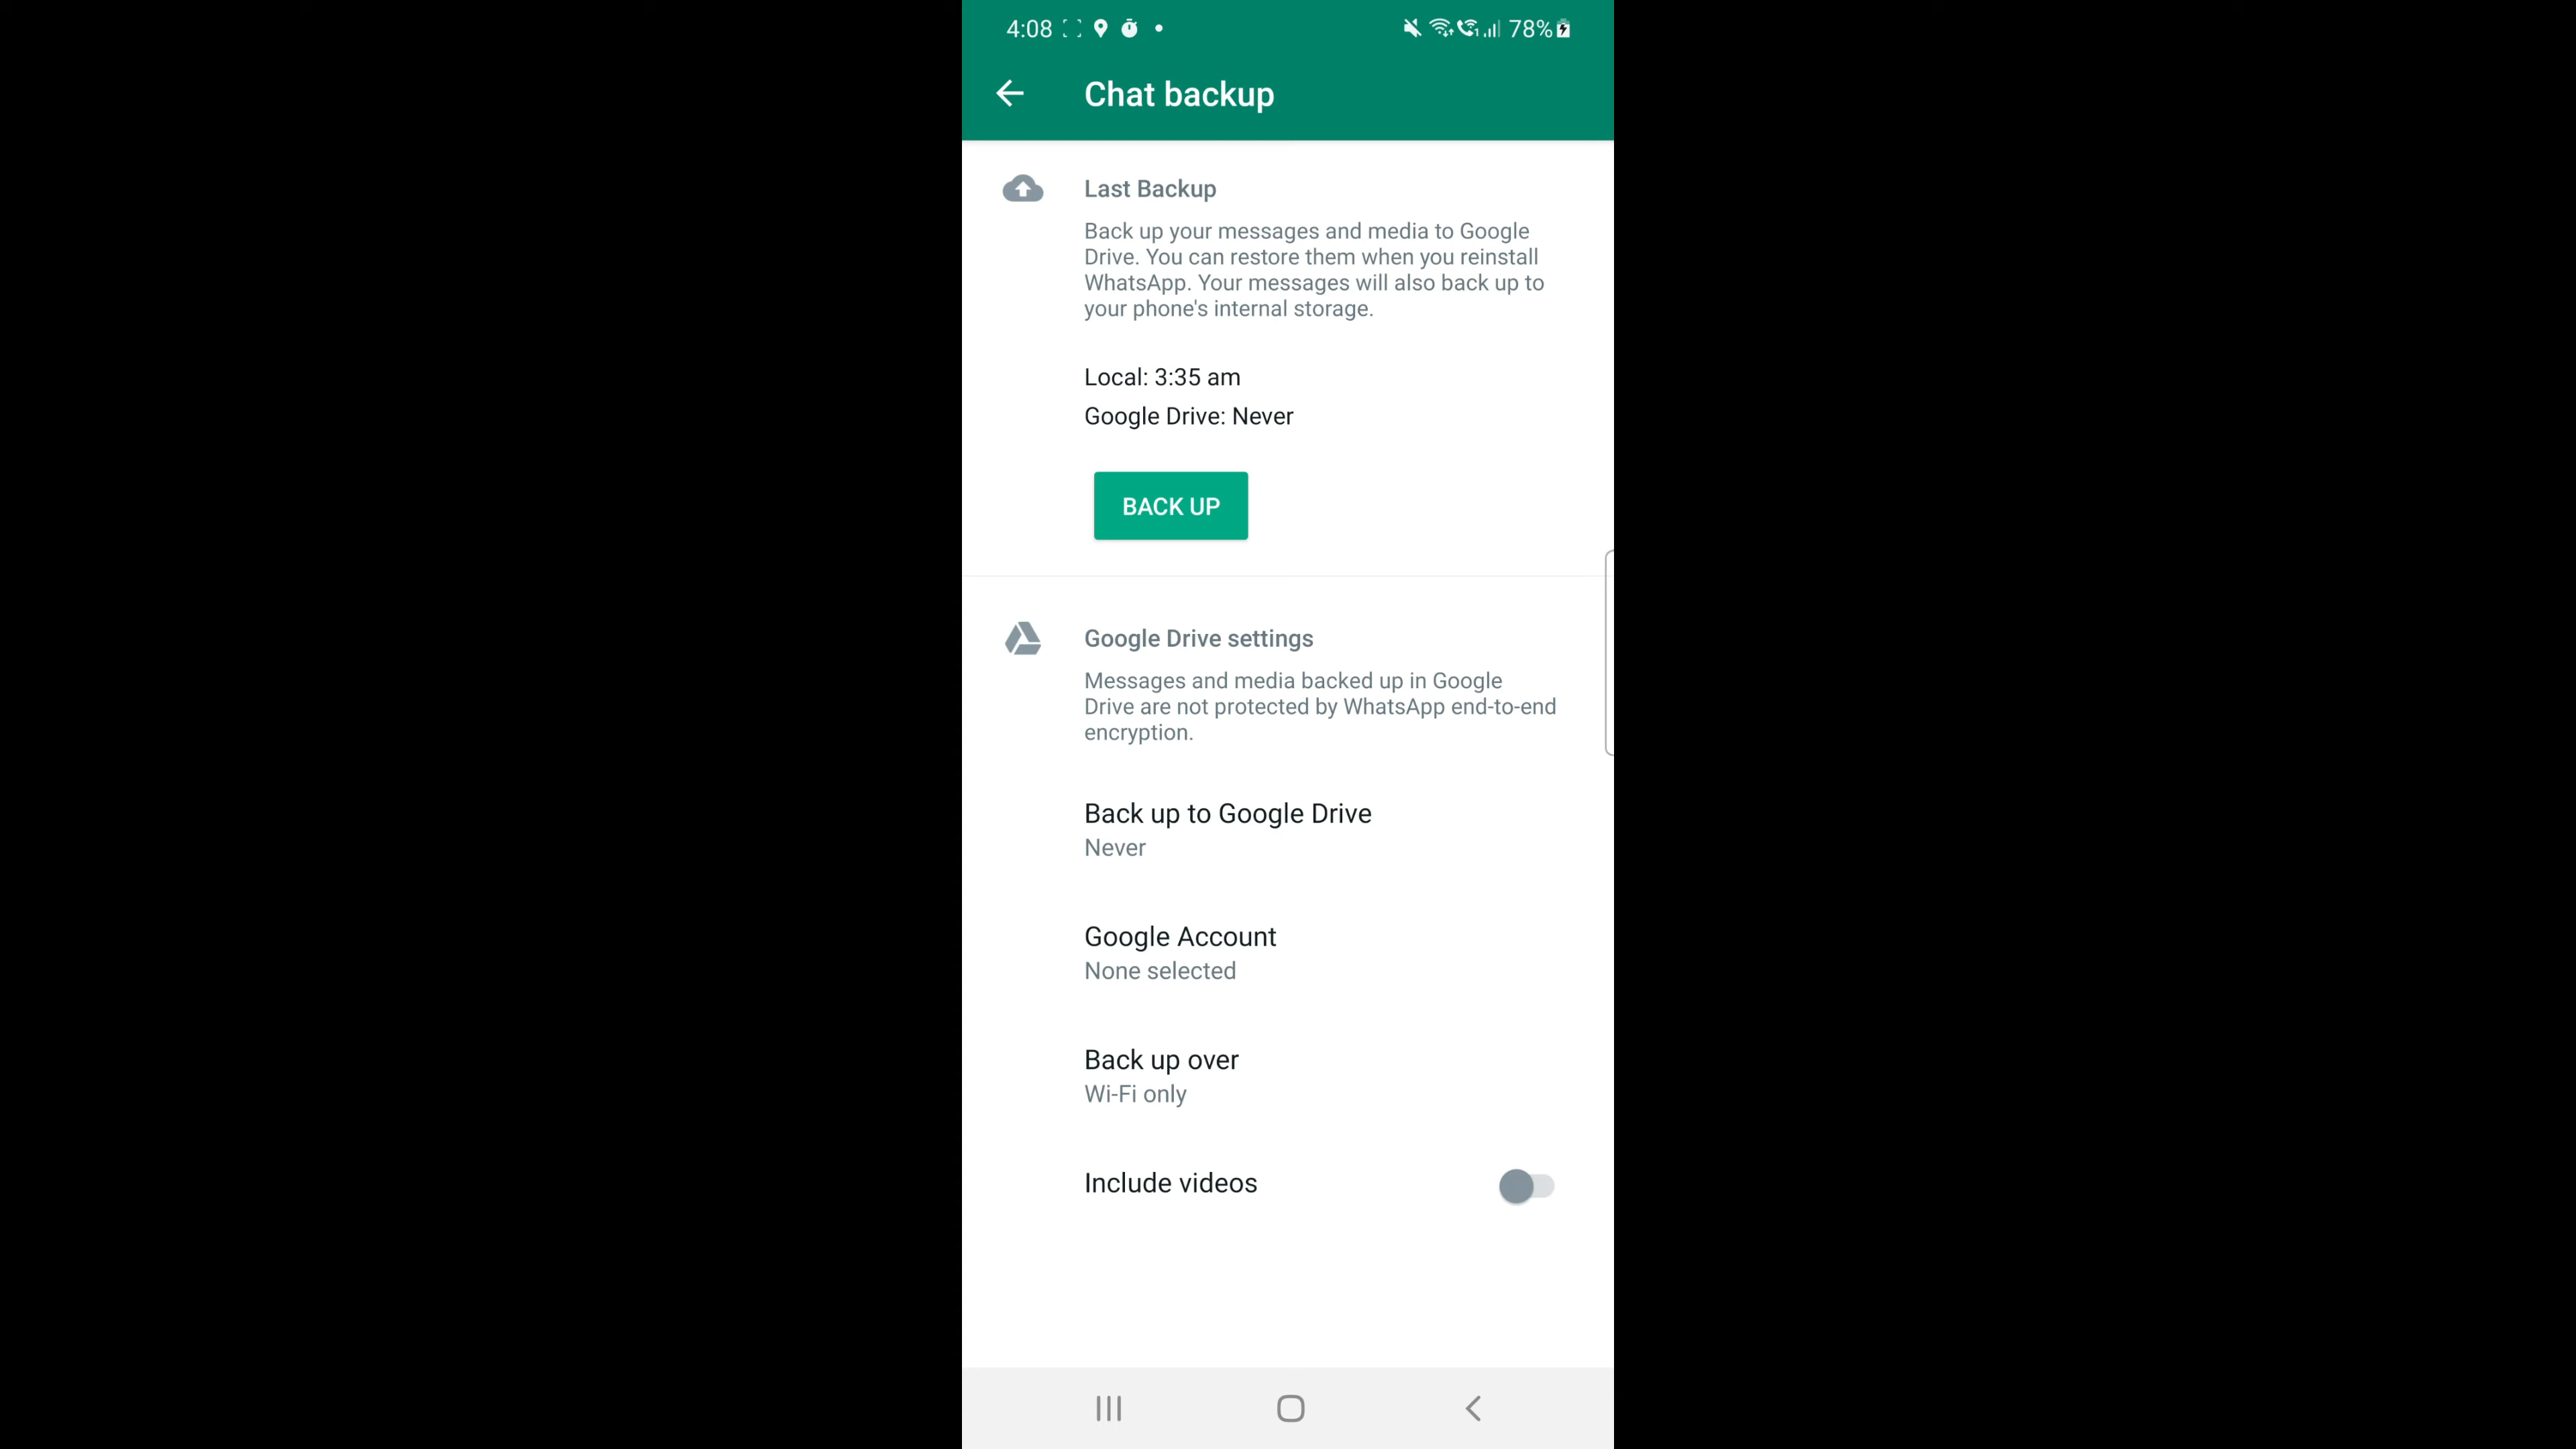 4:08
78%
Chat backup
Last Backup
Back up your messages and media to Google
Drive. You can restore them when you reinstall
WhatsApp. Your messages will also back up to
your phone's internal storage.
Local: 3:35 am
Google Drive: Never
BACK UP
Google Drive settings
Messages and media backed up in Google
Drive are not protected by WhatsApp end-to-end
encryption.
Back up to Google Drive
Never
Google Account
None selected
Back up over
Wi-Fi only
Include videos